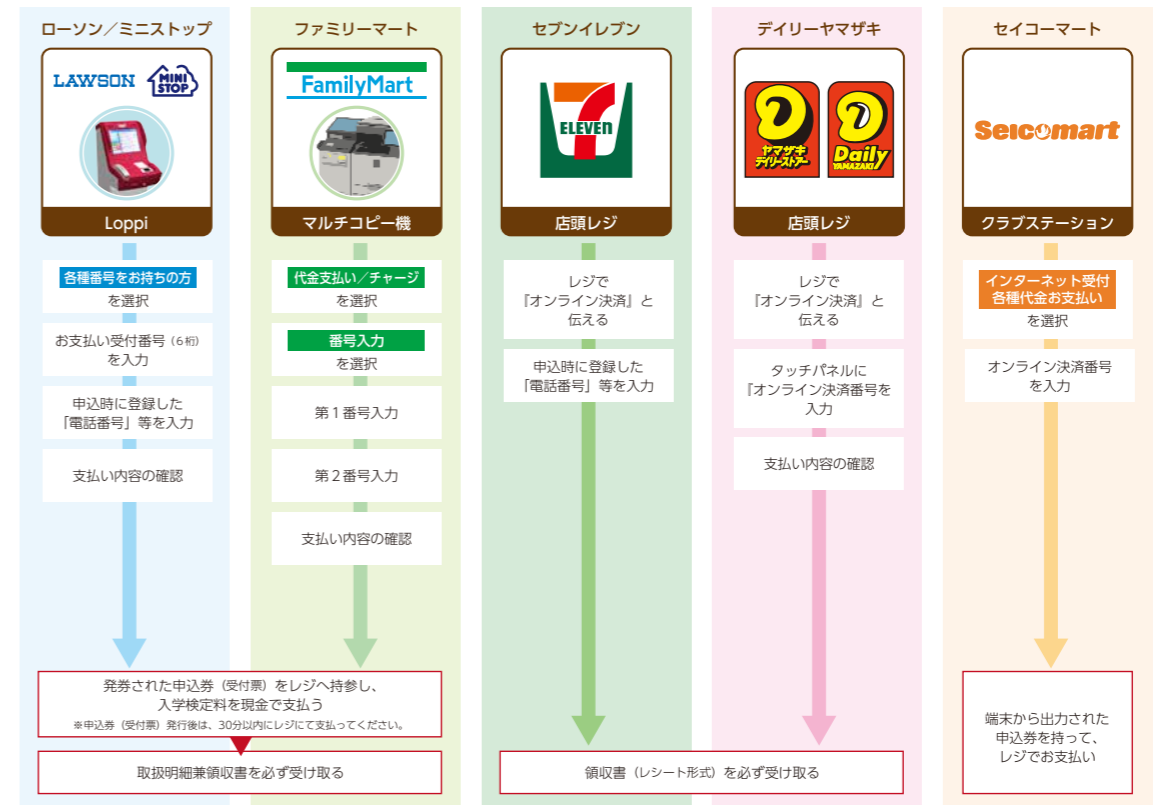 ローソン／ミニストップ
LAWSON
MINI
STOP
Loppi
各種番号をお持ちの方
を選択
お支払い受付番号（6桁）
を入力
申込時に登録した
「電話番号」等を入力
支払い内容の確認
ファミリーマート
FamilyMart
マルチコピー機
代金支払い／チャージ
を選択
番号入力
を選択
第１番号入力
第２番号入力
支払い内容の確認
発券された申込券（受付票）をレジへ持参し、
入学検定料を現金で支払う
※申込券（受付票）発行後は、30分以内にレジにて支払ってください。
取扱明細兼領収書を必ず受け取る
セブンイレブン
7
ELEVEn
店頭レジ
レジで
『オンライン決済』と
伝える
申込時に登録した
「電話番号」等を入力
デイリーヤマザキ
ヤマザキ
デイリーストアー
Daily
YAMAZAKI
店頭レジ
レジで
『オンライン決済』と
伝える
タッチパネルに
『オンライン決済番号を
入力
支払い内容の確認
領収書（レシート形式）を必ず受け取る
セイコーマート
Seicomart
クラブステーション
インターネット受付
各種代金お支払い
を選択
オンライン決済番号
を入力
端末から出力された
申込券を持って、
レジでお支払い